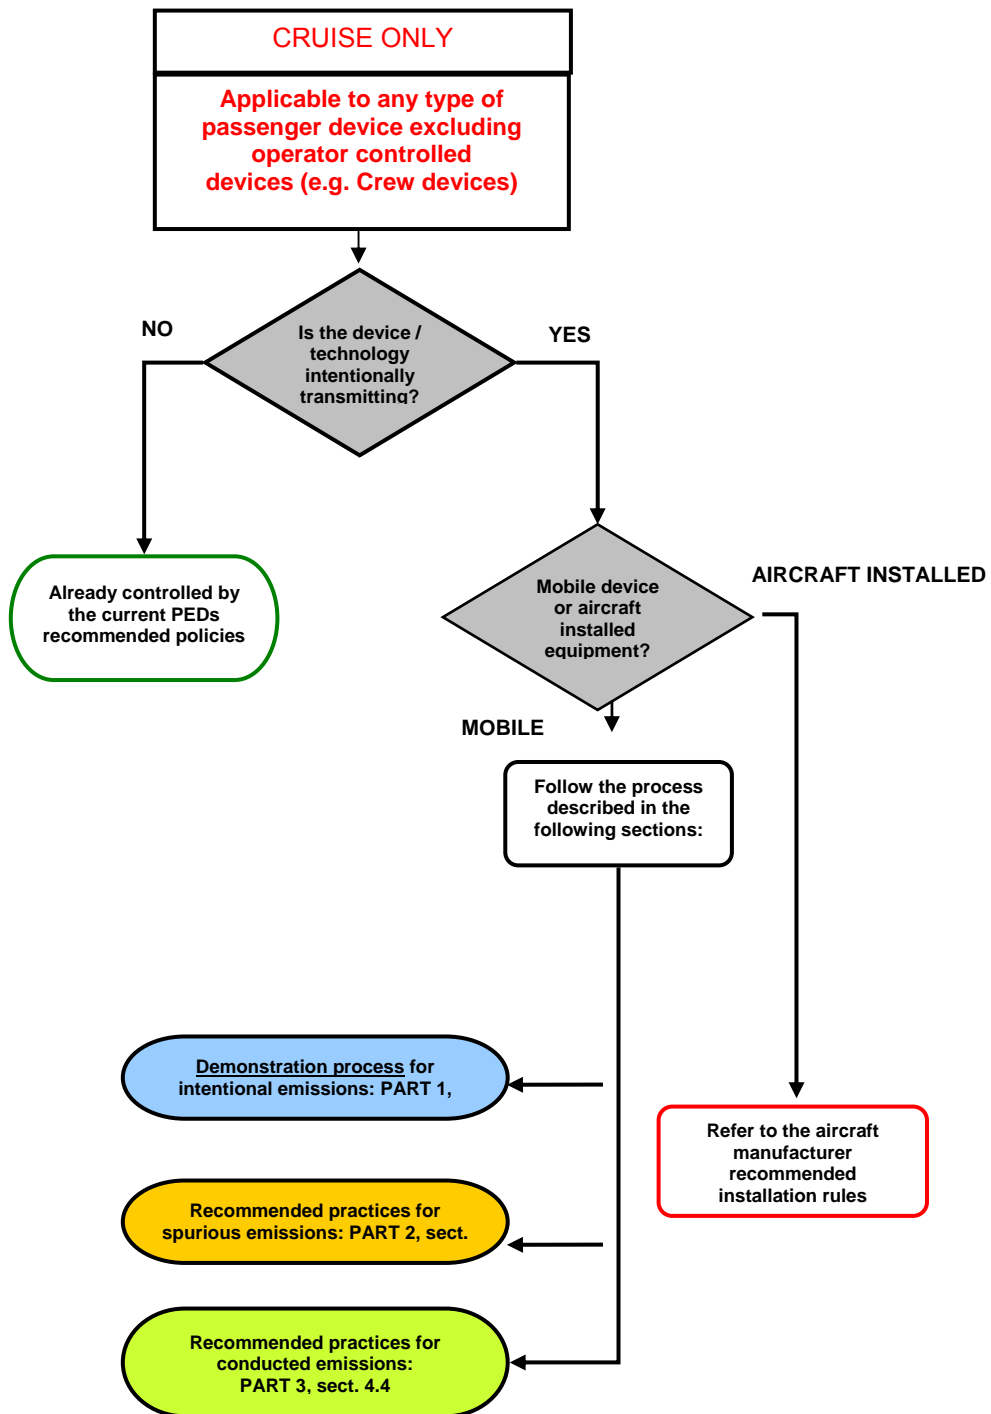 CRUISE ONLY
Applicable to any type of
passenger device excluding
operator controlled
devices (e.g. Crew devices)
NO
YES
Is the device /
technology
intentionally
transmitting?
Already controlled by
the current PEDs
recommended policies
Mobile device
or aircraft
installed
equipment?
AIRCRAFT INSTALLED
MOBILE
Follow the process
described in the
following sections:
Demonstration process for
intentional emissions: PART 1,
Refer to the aircraft
manufacturer
recommended
installation rules
Recommended practices for
spurious emissions: PART 2, sect.
Recommended practices for
conducted emissions:
PART 3, sect. 4.4